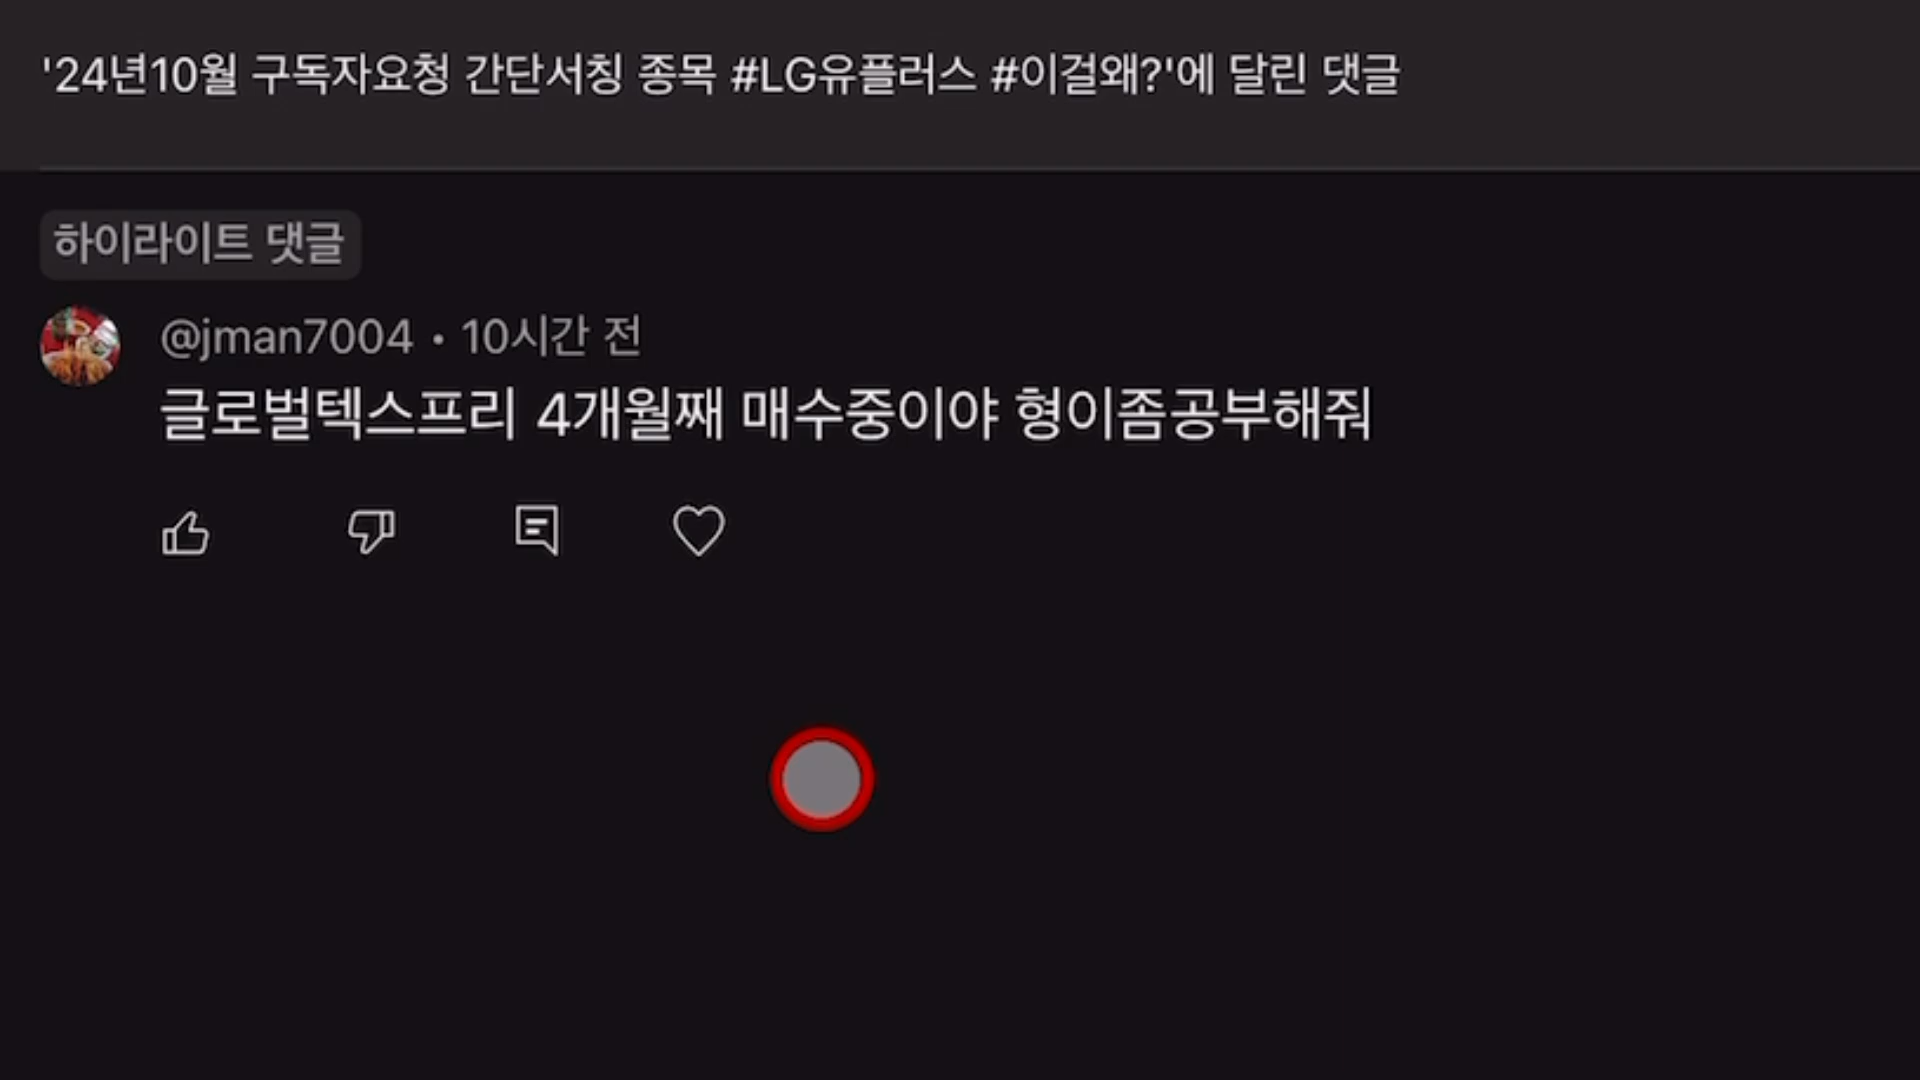 '24년10월 구독자요청 간단서칭 종목 #LG유플러스 #이걸왜?'에 달린 댓글
하이라이트 댓글
@jman7004 • 10시간 전
글로벌텍스프리 4개월째 매수중이야 형이좀공부해줘